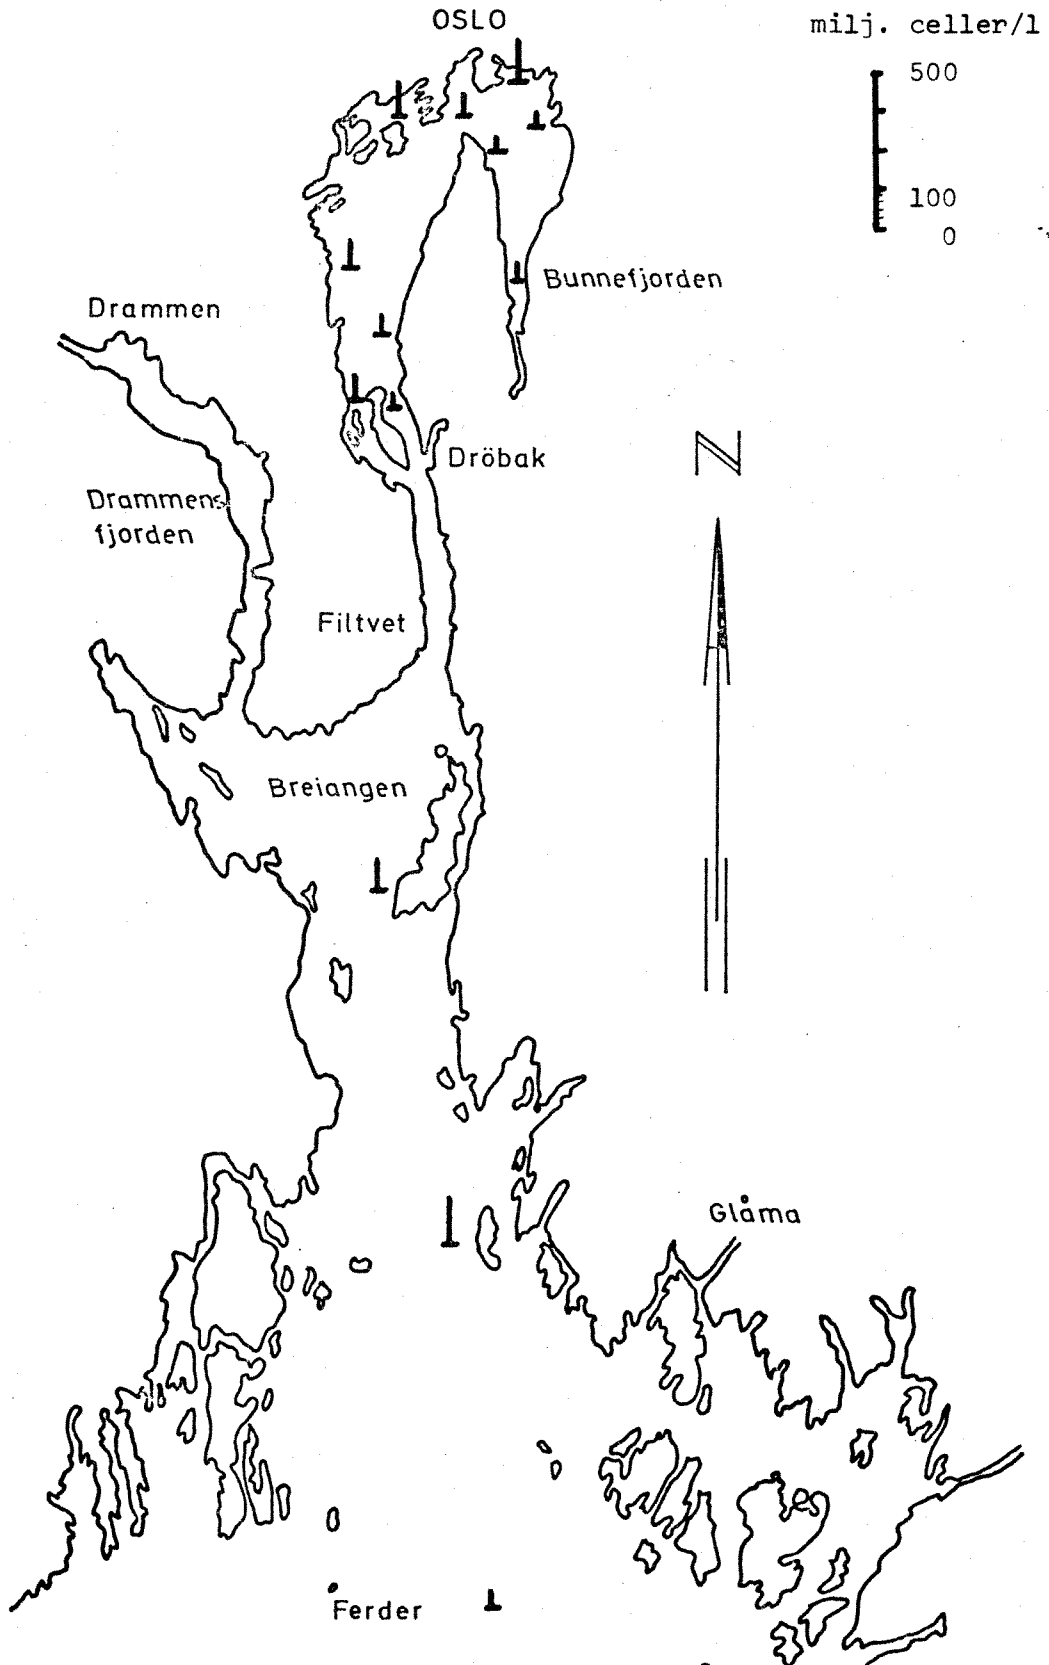 OSLO
milj. celler/l
500
100
0
Bunnefjorden
Drammen
Dröbak
Drammens
fjorden
N
Filtvet
Breiangen
Glåma
Ferder